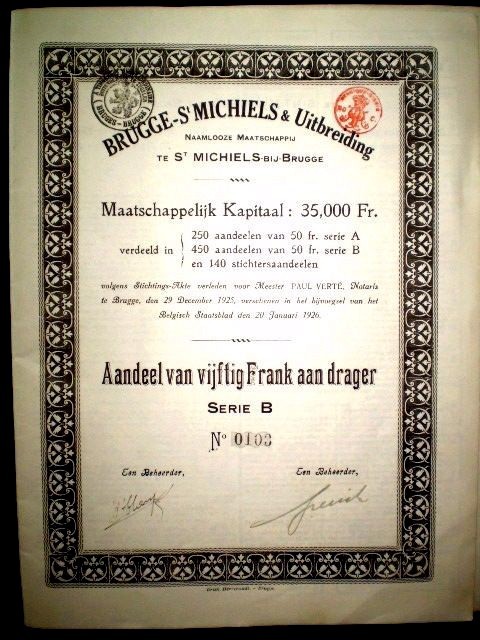 BRUGGE-St MICHIELS & Uitbreiding
NAAMLOOZE MAATSCHAPPIJ
TE St MICHIELS-BIJ-BRUGGE
Maatschappelijk Kapitaal : 35,000 Fr.
verdeeld in
250 aandeelen van 50 fr. serie A
450 aandeelen van 50 fr. serie B
en 140 stichtersaandeelen
volgens Stichtings-Akte verleden voor Meester PAUL VERTÉ, Notaris
te Brugge, den 29 December 1925, verschenen in het bijvoegsel van het
Belgisch Staatsblad den 20 Januari 1926.
Aandeel van vijftig Frank aan drager
SERIE B
No 0103
Een Beheerder,
Een Beheerder,